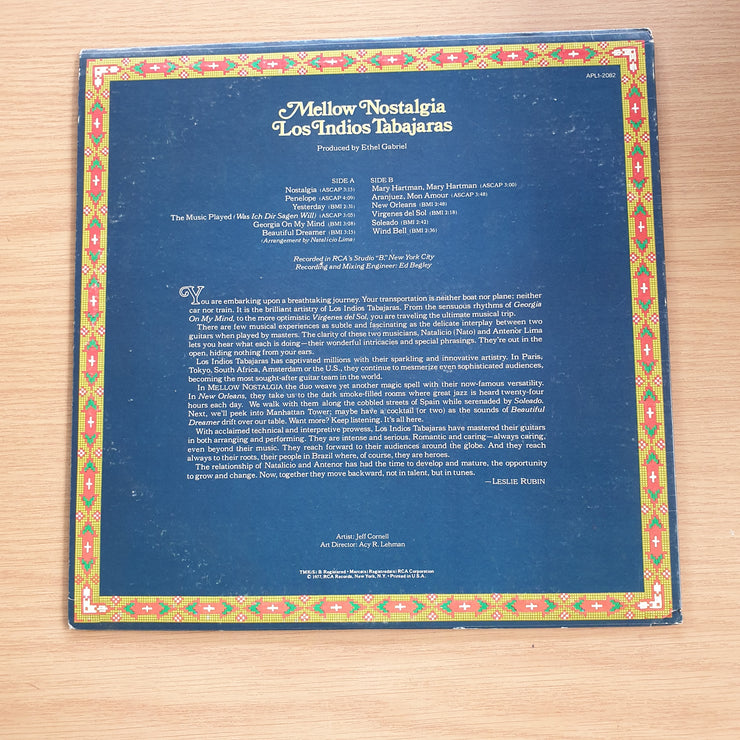 APL1-2082
Mellow Nostalgia
Los Indios Tabajaras
Produced by Ethel Gabriel
SIDE A
Nostalgia (ASCAP 3:15)
Penelope (ASCAP 4:09)
Yesterday (BMI 2:31)
The Music Played (Was Ich Dir Sagen Will) (ASCAP 3:05)
Georgia On My Mind (BMI 3:08)
Beautiful Dreamer (BMI 3:15)
(Arrangement by Natalicio Lima)
SIDE B
Mary Hartman, Mary Hartman (ASCAP 3:00)
Aranjuez, Mon Amour (ASCAP 3:48)
New Orleans (BMI 2:48)
Virgenes del Sol (BMI 2:18)
Soleado (BMI 2:42)
Wind Bell (BMI 2:36)
Recorded in RCA's Studio "B," New York City
Recording and Mixing Engineer: Ed Begley
You are embarking upon a breathtaking journey. Your transportation is neither boat nor plane; neither
car nor train. It is the brilliant artistry of Los Indios Tabajaras. From the sensuous rhythms of Georgia
On My Mind, to the more optimistic Virgenes del Sol, you are traveling the ultimate musical trip.
There are few musical experiences as subtle and fascinating as the delicate interplay between two
guitars when played by masters. The clarity of these two musicians, Natalicio (Nato) and Antenor Lima
lets you hear what each is doing—their wonderful intricacies and special phrasings. They're out in the
open, hiding nothing from your ears.
Los Indios Tabajaras has captivated millions with their sparkling and innovative artistry. In Paris,
Tokyo, South Africa, Amsterdam or the U.S., they continue to mesmerize even sophisticated audiences,
becoming the most sought-after guitar team in the world.
In MELLOW NOSTALGIA the duo weave yet another magic spell with their now-famous versatility.
In New Orleans, they take us to the dark smoke-filled rooms where great jazz is heard twenty-four
hours each day. We walk with them along the cobbled streets of Spain while serenaded by Soleado.
Next, we'll peek into Manhattan Tower; maybe have a cocktail (or two) as the sounds of Beautiful
Dreamer drift over our table. Want more? Keep listening. It's all here.
With acclaimed technical and interpretive prowess, Los Indios Tabajaras have mastered their guitars
in both arranging and performing. They are intense and serious. Romantic and caring—always caring,
even beyond their music. They reach forward to their audiences around the globe. And they reach
always to their roots, their people in Brazil where, of course, they are heroes.
The relationship of Natalicio and Antenor has had the time to develop and mature, the opportunity
to grow and change. Now, together they move backward, not in talent, but in tunes.
—LESLIE RUBIN
Artist: Jeff Cornell
Art Director: Acy R. Lehman
TMK(S) ® Registered • Marca(s) Registrada(s) RCA Corporation
© 1977, RCA Records, New York, N.Y. • Printed in U.S.A.